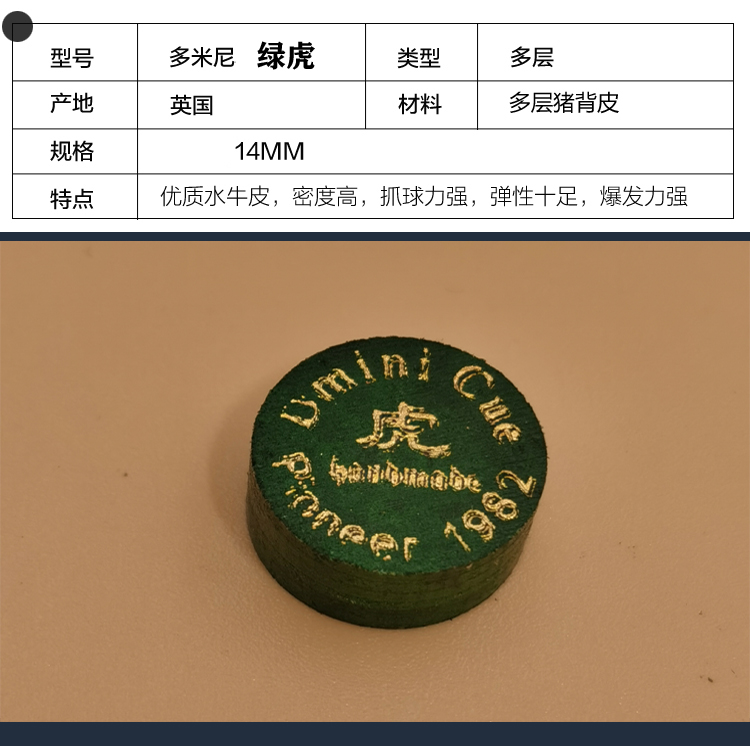 型号 多米尼 绿虎 类型 多层
产地 英国 材料 多层猪背皮
规格 14MM
特点 优质水牛皮，密度高，抓球力强，弹性十足，爆发力强
Dmini Cue
虎
handmade
Pioneer 1982